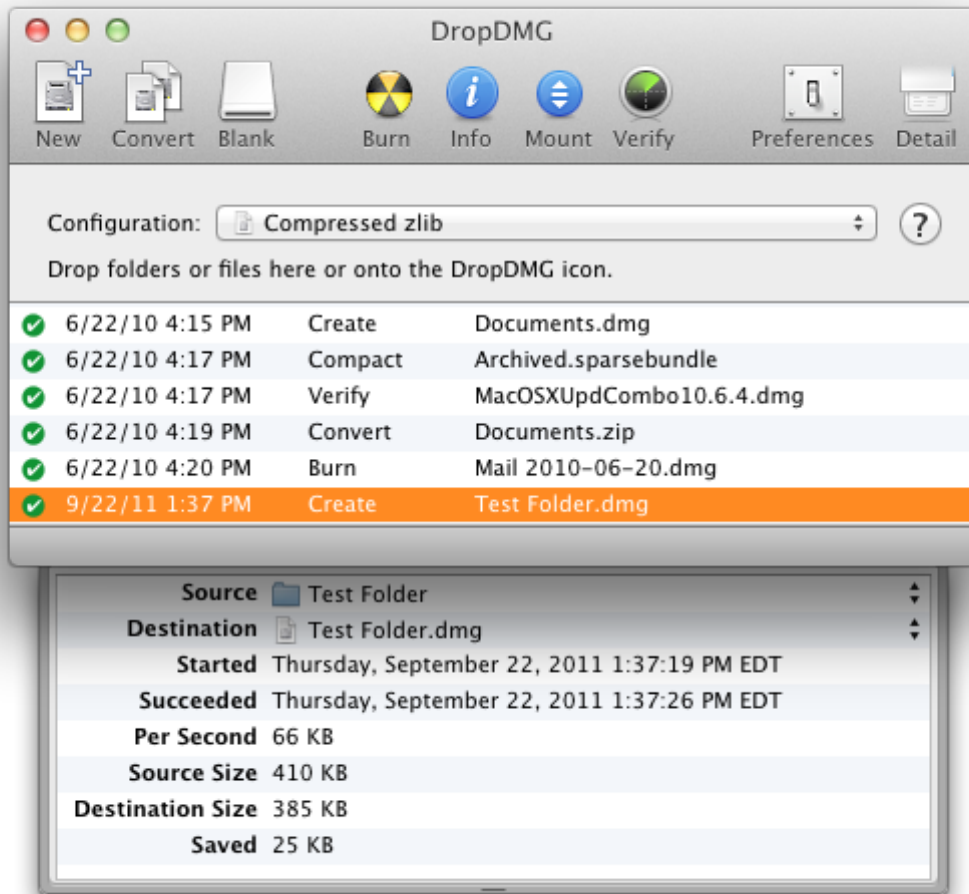 DropDMG
New Convert Blank Burn Info Mount Verify Preferences Detail
Configuration: Compressed zlib ?
Drop folders or files here or onto the DropDMG icon.
6/22/10 4:15 PM Create Documents.dmg
6/22/10 4:17 PM Compact Archived.sparsebundle
6/22/10 4:17 PM Verify MacOSXUpdCombo10.6.4.dmg
6/22/10 4:19 PM Convert Documents.zip
6/22/10 4:20 PM Burn Mail 2010-06-20.dmg
9/22/11 1:37 PM Create Test Folder.dmg
Source Test Folder
Destination Test Folder.dmg
Started Thursday, September 22, 2011 1:37:19 PM EDT
Succeeded Thursday, September 22, 2011 1:37:26 PM EDT
Per Second 66 KB
Source Size 410 KB
Destination Size 385 KB
Saved 25 KB